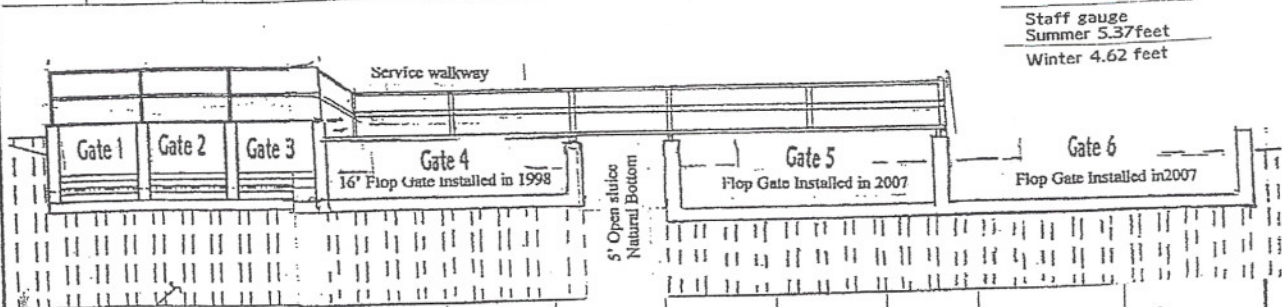 Staff gauge
Summer 5.37feet
Winter 4.62 feet
Service walkway
Gate 1
Gate 2
Gate 3
Gate 4
16' Flop Gate Installed in 1998
5' Open sluice
Natural Bottom
Gate 5
Flop Gate Installed in 2007
Gate 6
Flop Gate Installed in2007